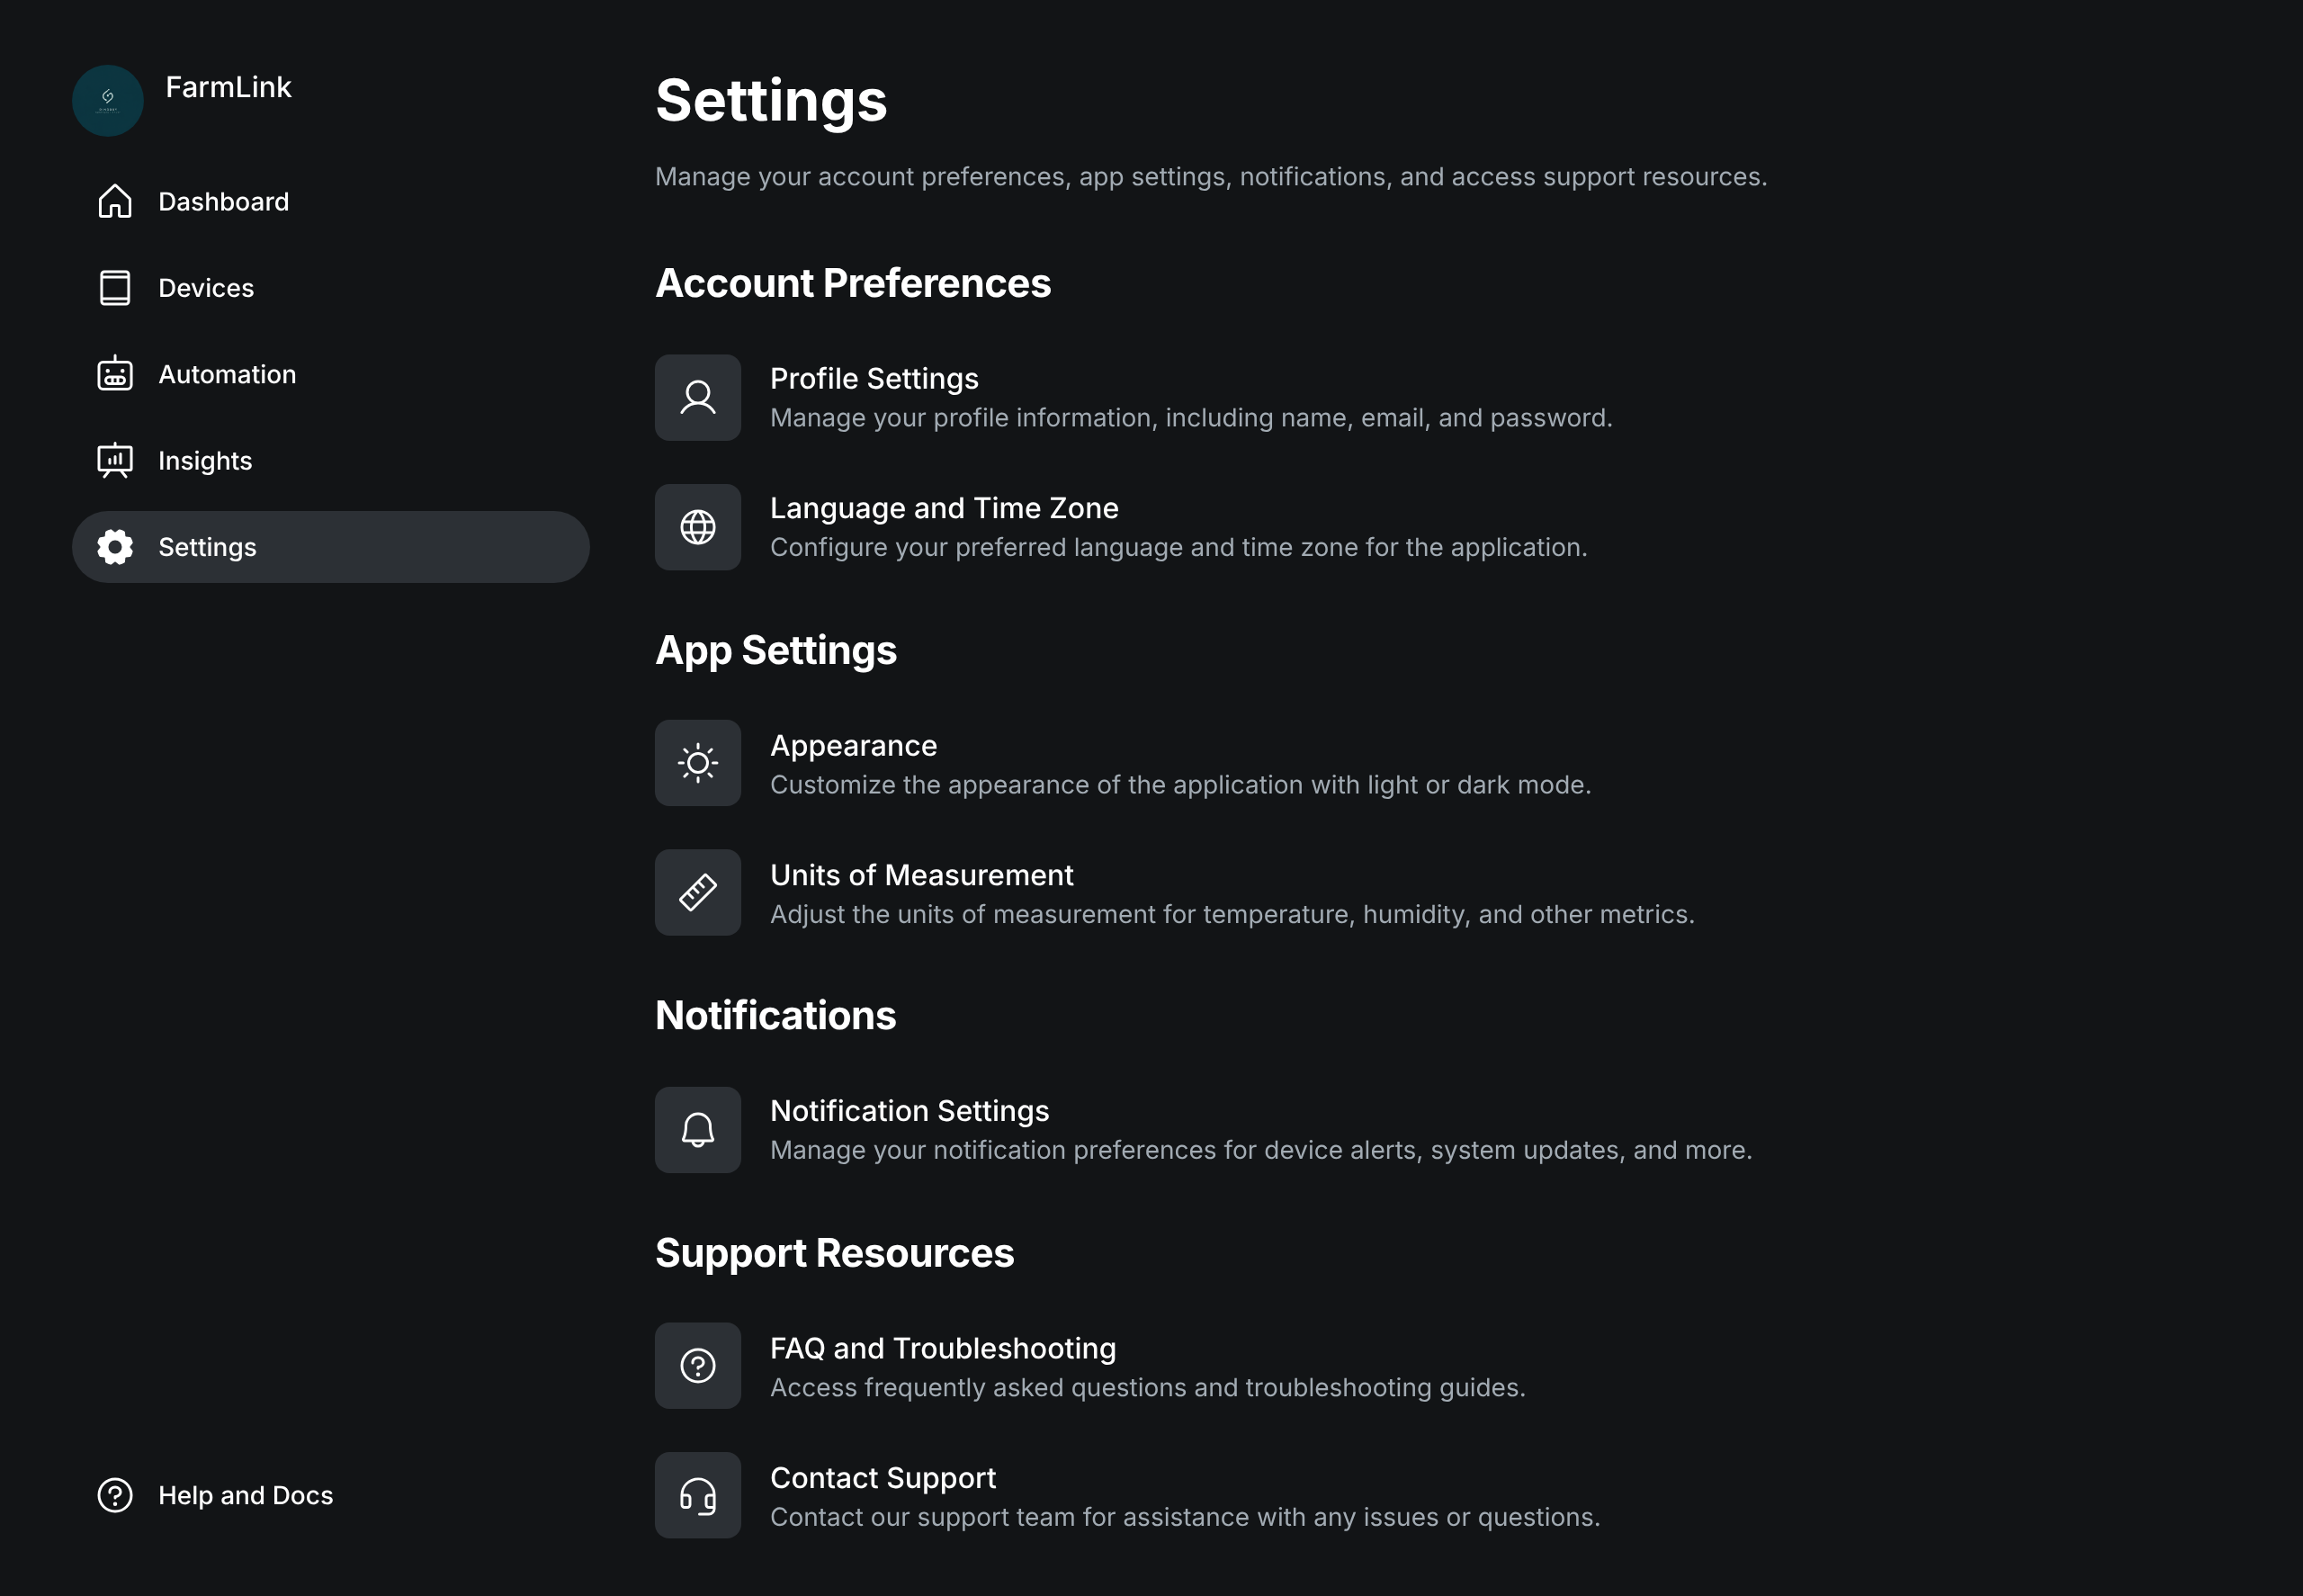 FarmLink
Dashboard
Devices
Automation
Insights
Settings
Help and Docs
Settings
Manage your account preferences, app settings, notifications, and access support resources.
Account Preferences
Profile Settings
Manage your profile information, including name, email, and password.
Language and Time Zone
Configure your preferred language and time zone for the application.
App Settings
Appearance
Customize the appearance of the application with light or dark mode.
Units of Measurement
Adjust the units of measurement for temperature, humidity, and other metrics.
Notifications
Notification Settings
Manage your notification preferences for device alerts, system updates, and more.
Support Resources
FAQ and Troubleshooting
Access frequently asked questions and troubleshooting guides.
Contact Support
Contact our support team for assistance with any issues or questions.